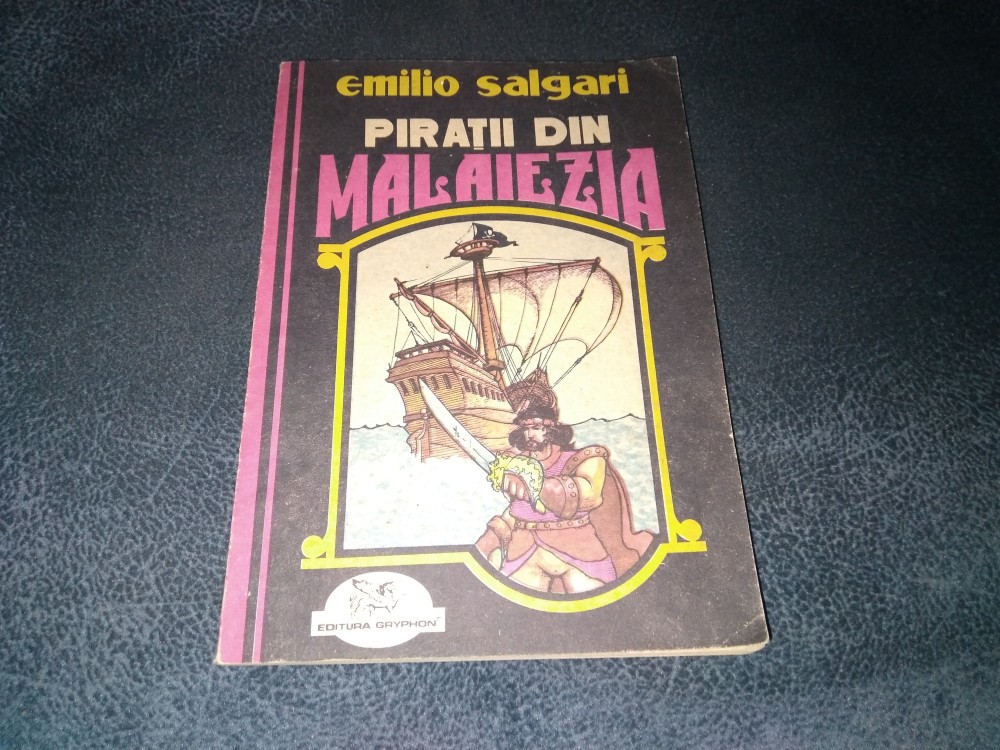 emilio salgari
PIRAȚII DIN
MALAIEZIA
EDITURA GRYPHON